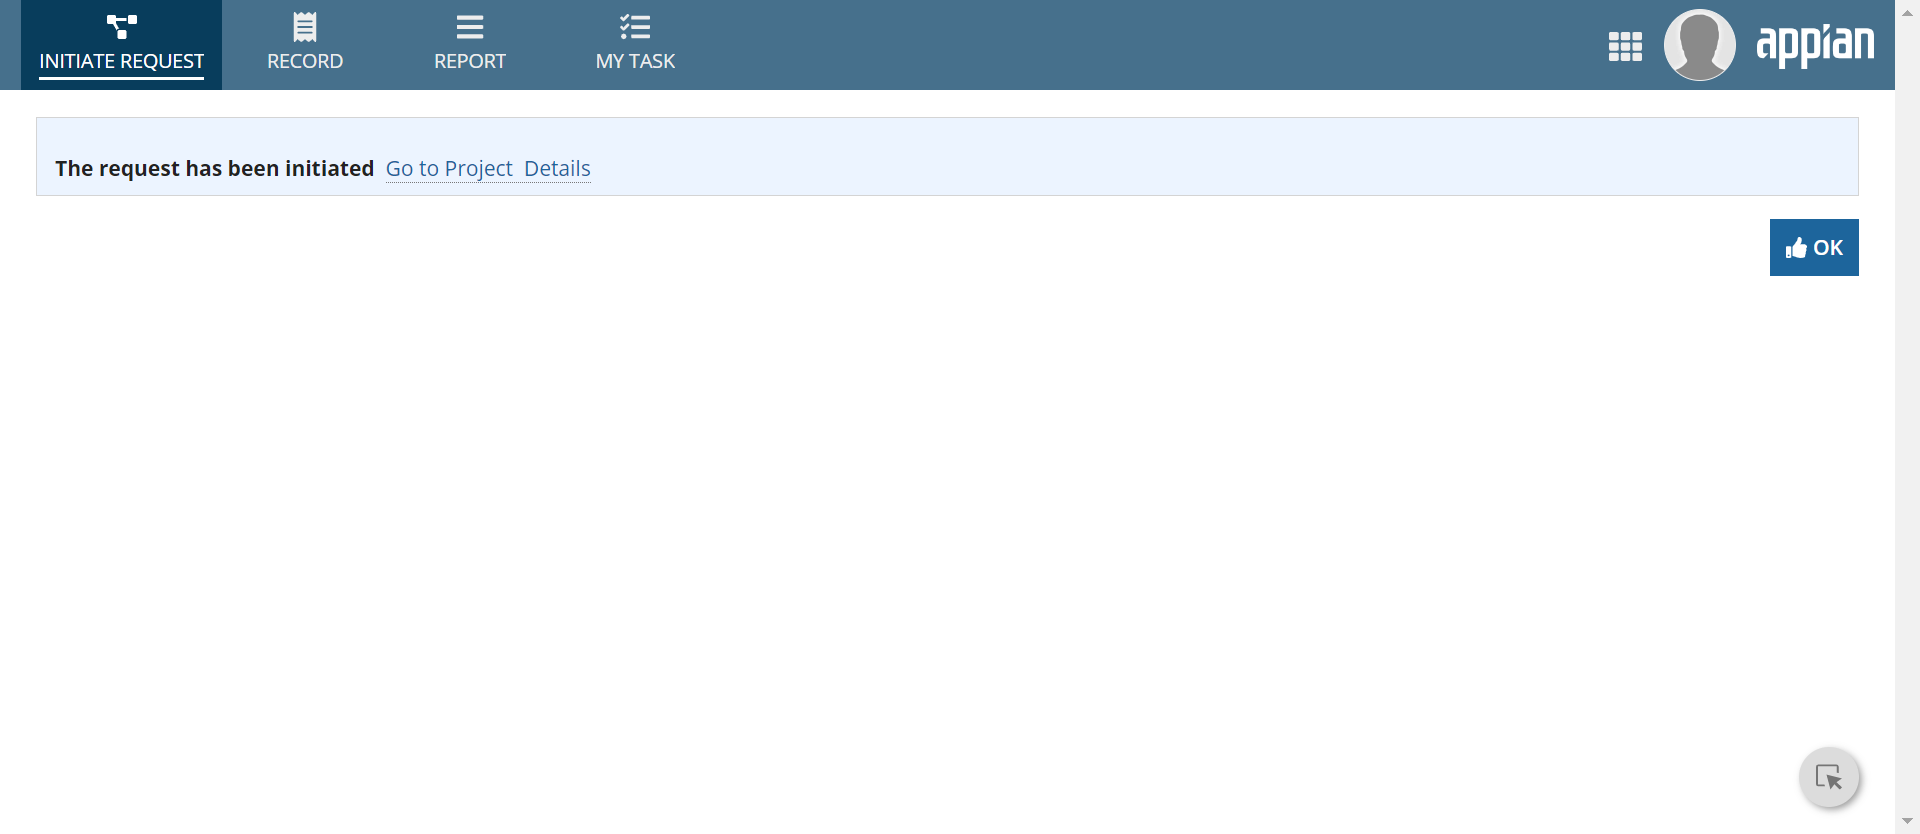 INITIATE REQUEST
RECORD
REPORT
MY TASK
appian
The request has been initiated Go to Project Details
OK